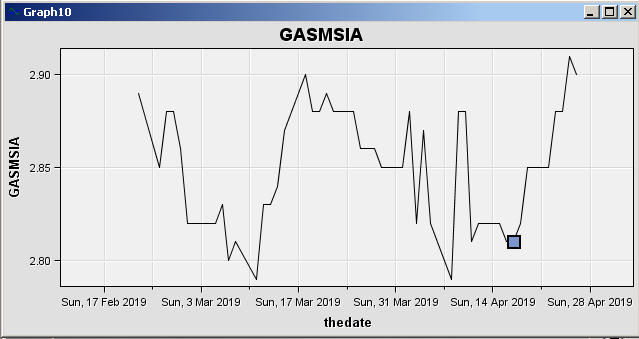 Graph10
GASMSIA
2.90
2.85
2.80
GASMSIA
Sun, 17 Feb 2019 Sun, 3 Mar 2019 Sun, 17 Mar 2019 Sun, 31 Mar 2019 Sun, 14 Apr 2019 Sun, 28 Apr 2019
thedate